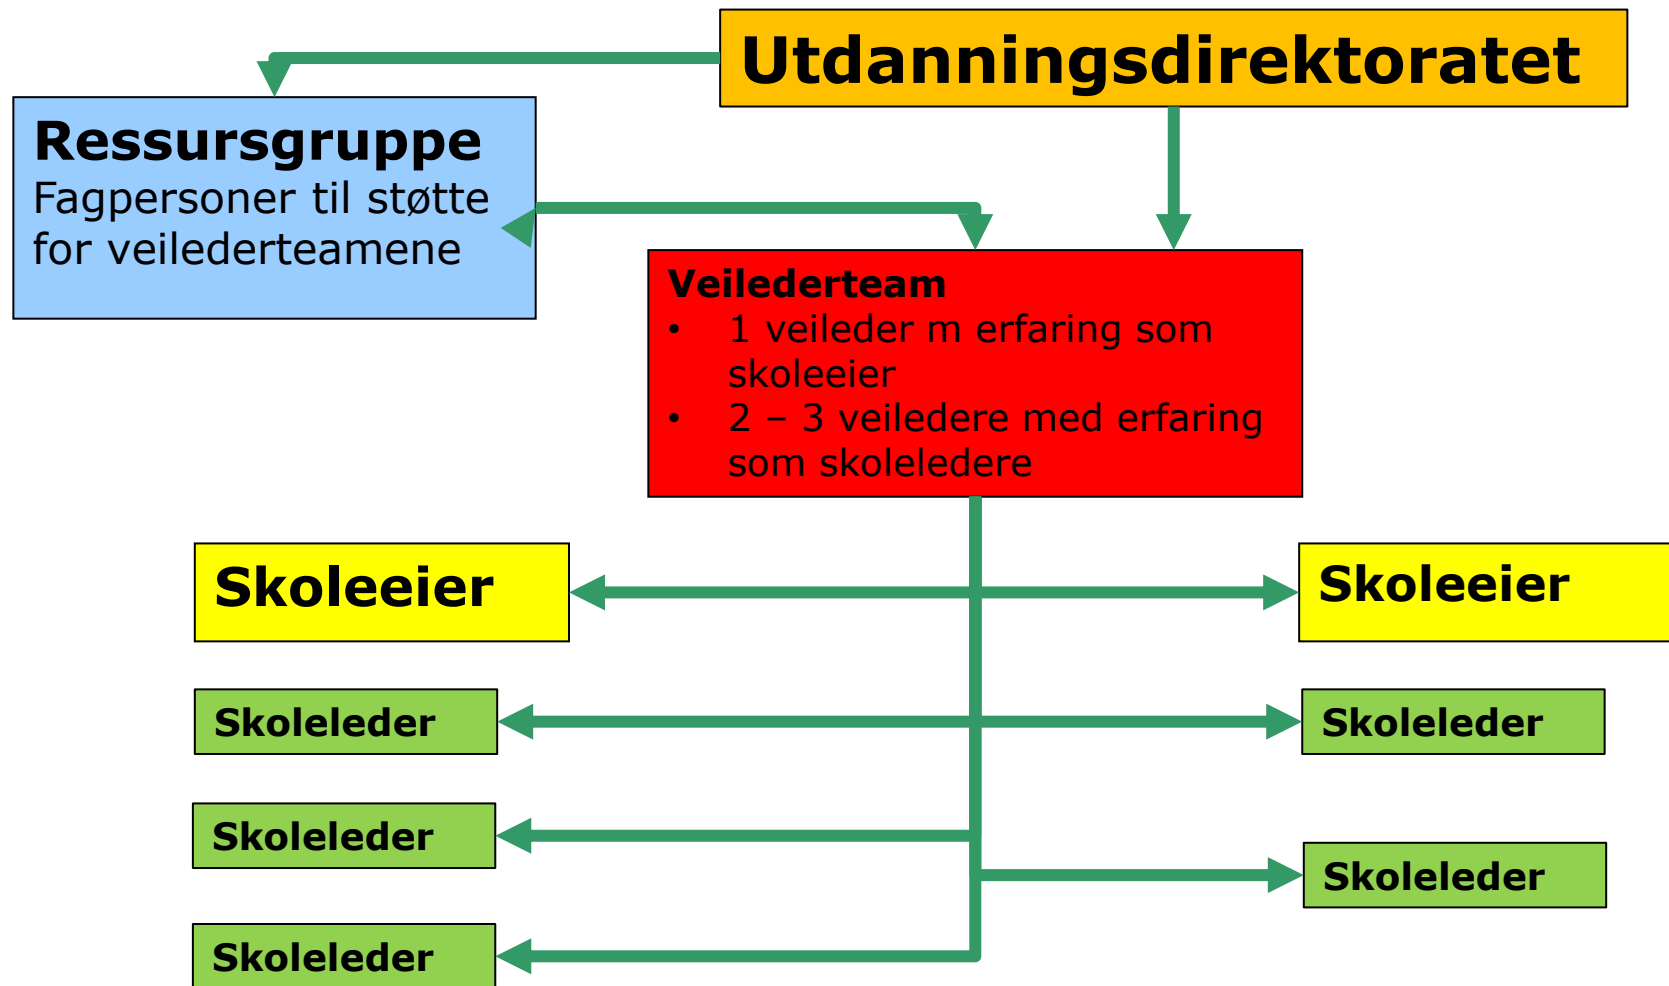 Utdanningsdirektoratet
Ressursgruppe
Fagpersoner til støtte
for veilederteamene
Veilederteam
• 1 veileder m erfaring som
skoleeier
• 2 – 3 veiledere med erfaring
som skoleledere
Skoleeier
Skoleeier
Skoleleder
Skoleleder
Skoleleder
Skoleleder
Skoleleder